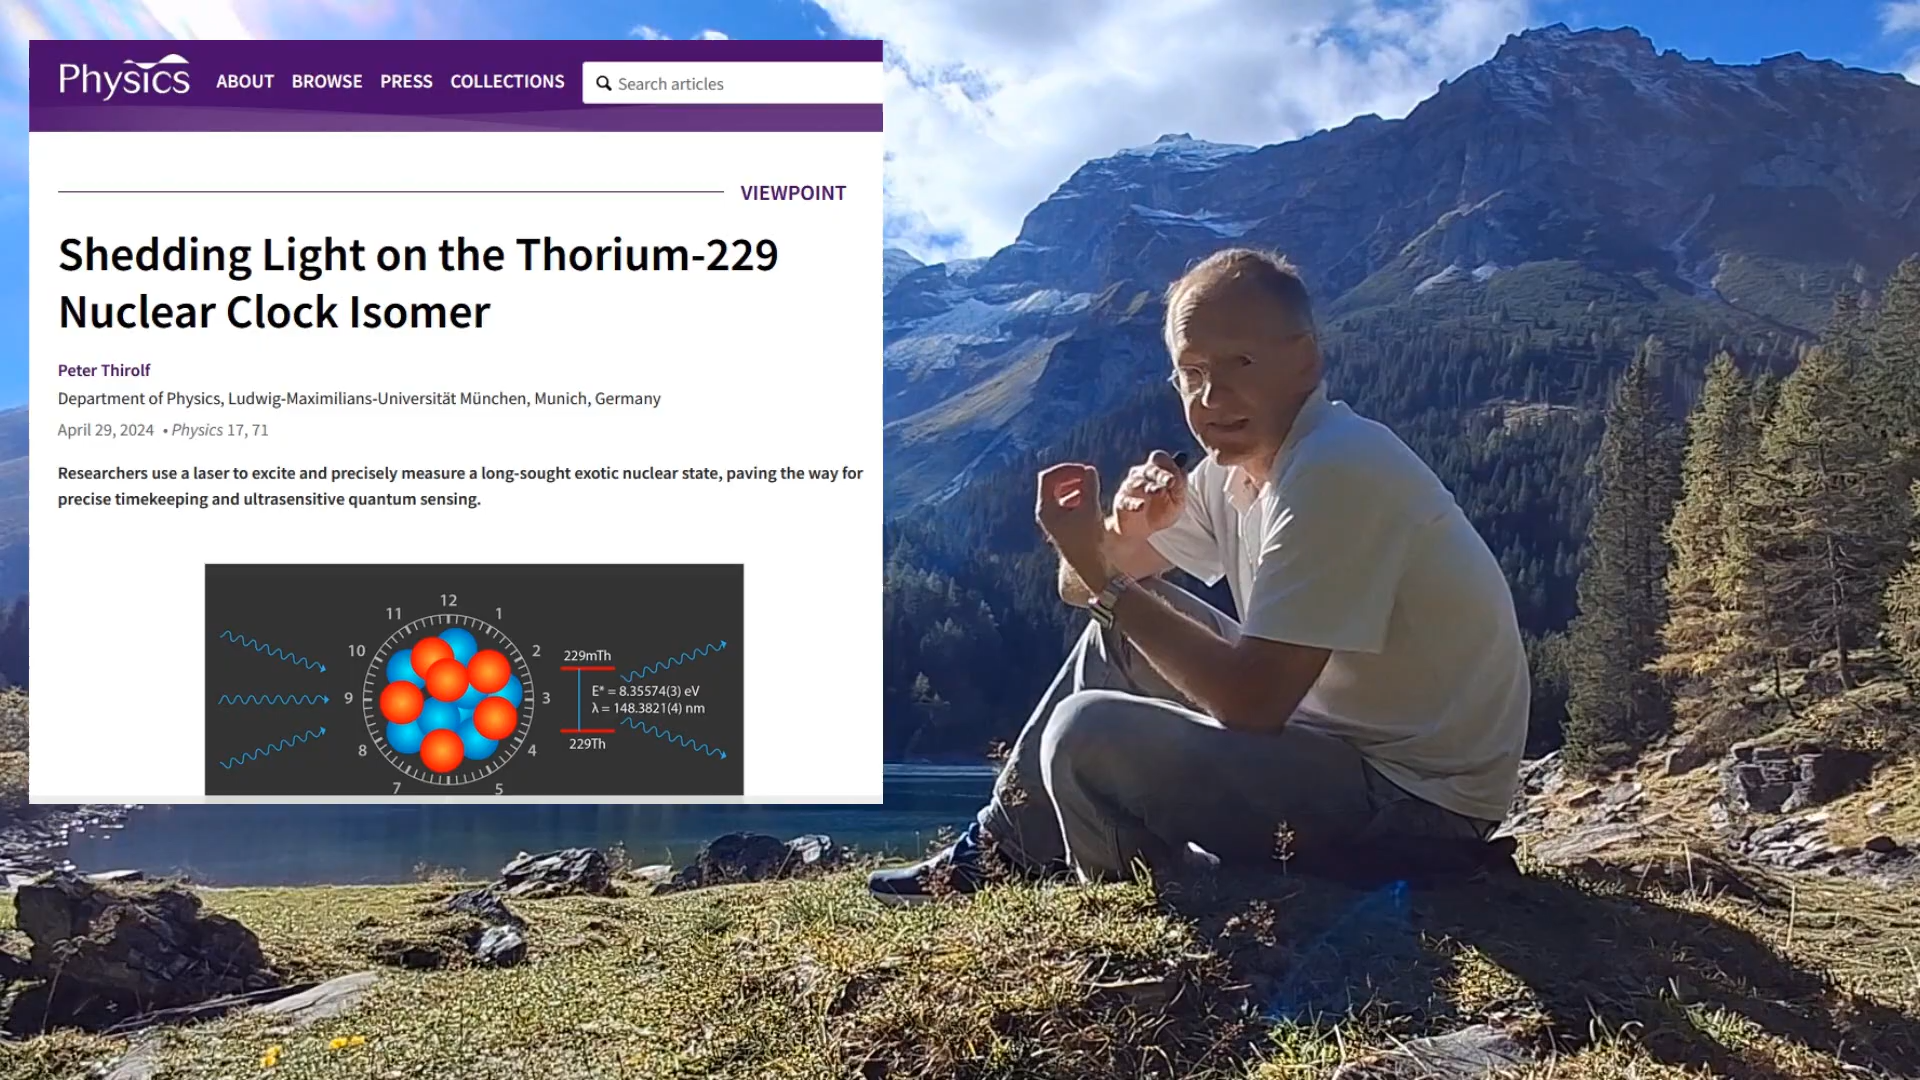 Physics ABOUT BROWSE PRESS COLLECTIONS Search articles
VIEWPOINT
Shedding Light on the Thorium-229
Nuclear Clock Isomer
Peter Thirolf
Department of Physics, Ludwig-Maximilians-Universität München, Munich, Germany
April 29, 2024 • Physics 17, 71
Researchers use a laser to excite and precisely measure a long-sought exotic nuclear state, paving the way for
precise timekeeping and ultrasensitive quantum sensing.
12
11 1
10 2
9 3
8 4
7 5
229mTh
E* = 8.35574(3) eV
λ = 148.3821(4) nm
229Th